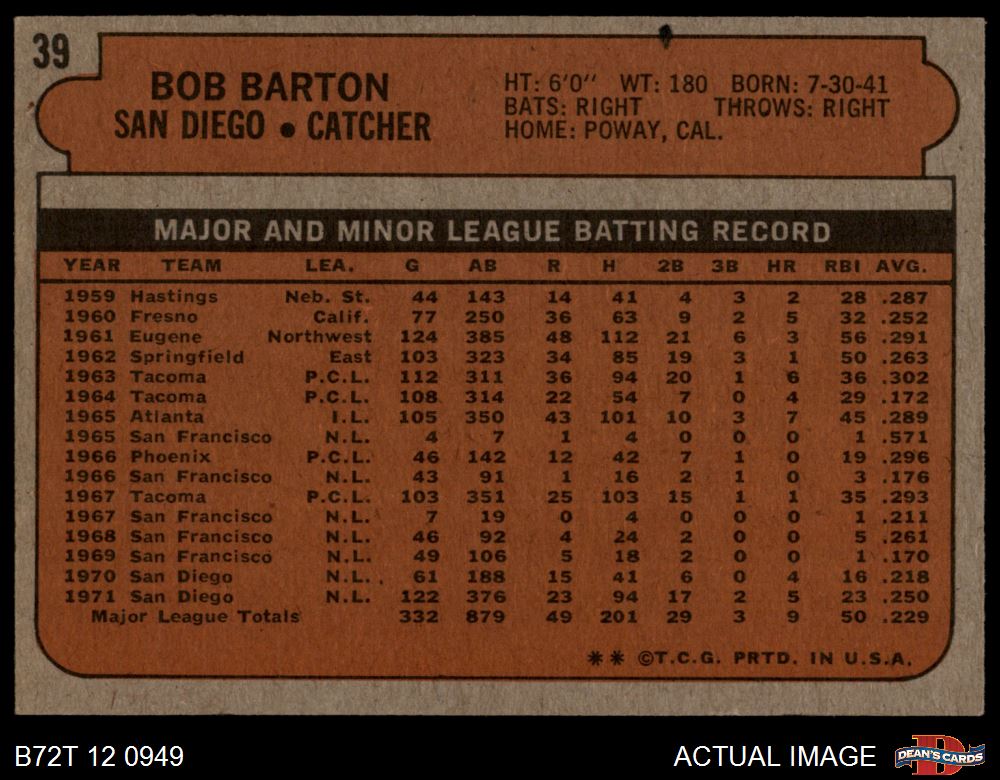 39
BOB BARTON
SAN DIEGO • CATCHER
HT: 6'0" WT: 180 BORN: 7-30-41
BATS: RIGHT THROWS: RIGHT
HOME: POWAY, CAL.
MAJOR AND MINOR LEAGUE BATTING RECORD
YEAR TEAM LEA. G AB R H 2B 3B HR RBI AVG.
1959 Hastings Neb. St. 44 143 14 41 4 3 2 28 .287
1960 Fresno Calif. 77 250 36 63 9 2 5 32 .252
1961 Eugene Northwest 124 385 48 112 21 6 3 56 .291
1962 Springfield East 103 323 34 85 19 3 1 50 .263
1963 Tacoma P.C.L. 112 311 36 94 20 1 6 36 .302
1964 Tacoma P.C.L. 108 314 22 54 7 0 4 29 .172
1965 Atlanta I.L. 105 350 43 101 10 3 7 45 .289
1965 San Francisco N.L. 4 7 1 4 0 0 0 1 .571
1966 Phoenix P.C.L. 46 142 12 42 7 1 0 19 .296
1966 San Francisco N.L. 43 91 1 16 2 1 0 3 .176
1967 Tacoma P.C.L. 103 351 25 103 15 1 1 35 .293
1967 San Francisco N.L. 7 19 0 4 0 0 0 1 .211
1968 San Francisco N.L. 46 92 4 24 2 0 0 5 .261
1969 San Francisco N.L. 49 106 5 18 2 0 0 1 .170
1970 San Diego N.L. 61 188 15 41 6 0 4 16 .218
1971 San Diego N.L. 122 376 23 94 17 2 5 23 .250
Major League Totals 332 879 49 201 29 3 9 50 .229
** ©T.C.G. PRTD. IN U.S.A.
B72T 12 0949
ACTUAL IMAGE
DEAN'S CARDS